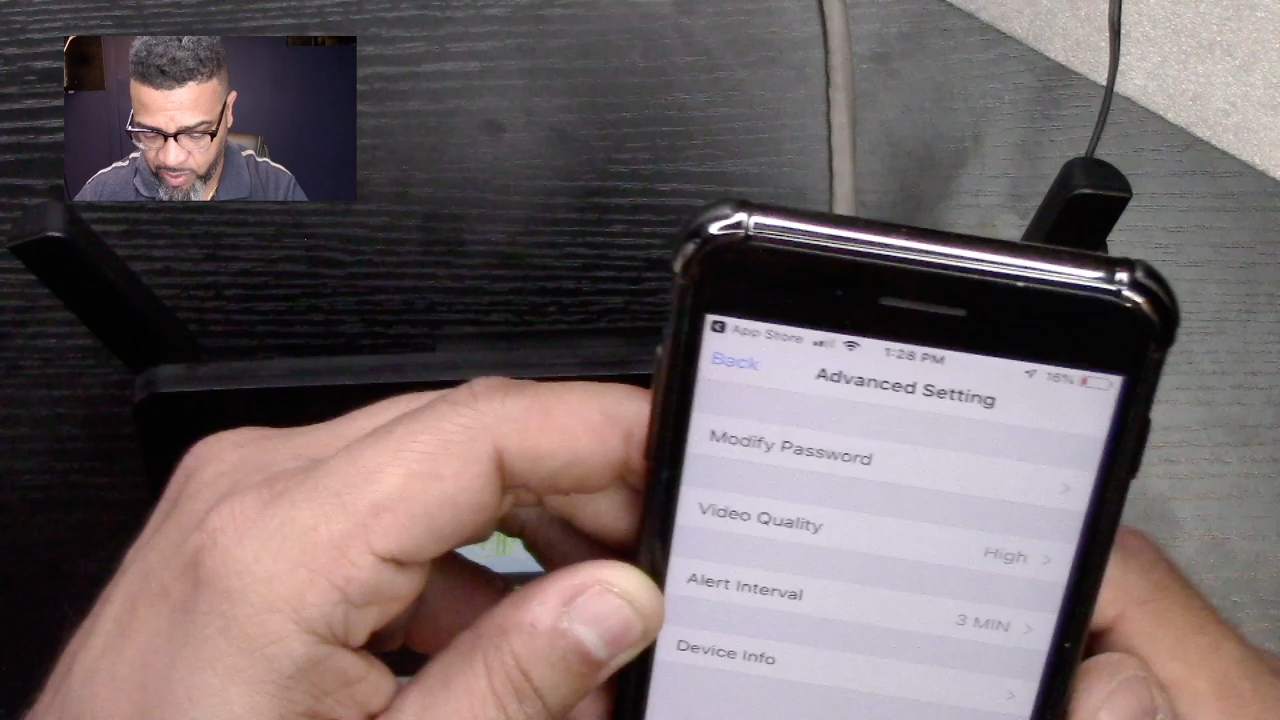 App Store 1:28 PM 16%
Back Advanced Setting
Modify Password
Video Quality High
Alert Interval 3 MIN
Device Info